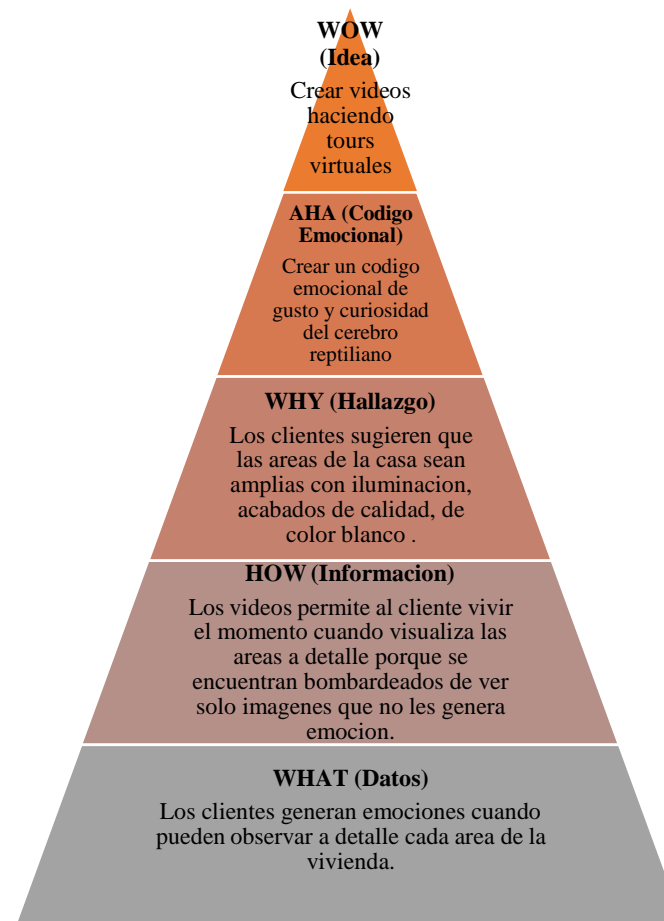 WOW
(Idea)
Crear videos
haciendo
tours
virtuales
AHA (Codigo
Emocional)
Crear un codigo
emocional de
gusto y curiosidad
del cerebro
reptiliano
WHY (Hallazgo)
Los clientes sugieren que
las areas de la casa sean
amplias con iluminacion,
acabados de calidad, de
color blanco .
HOW (Informacion)
Los videos permite al cliente vivir
el momento cuando visualiza las
areas a detalle porque se
encuentran bombardeados de ver
solo imagenes que no les genera
emocion.
WHAT (Datos)
Los clientes generan emociones cuando
pueden observar a detalle cada area de la
vivienda.